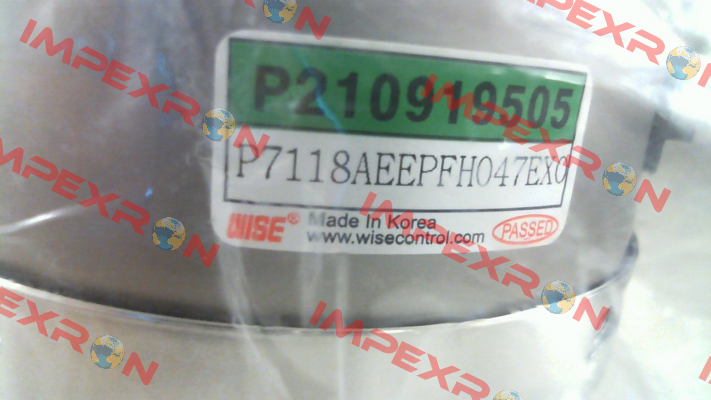 P210919505
P7118AEEPFH047EX0
WISE® Made In Korea
www.wisecontrol.com PASSED
IMPEXRON